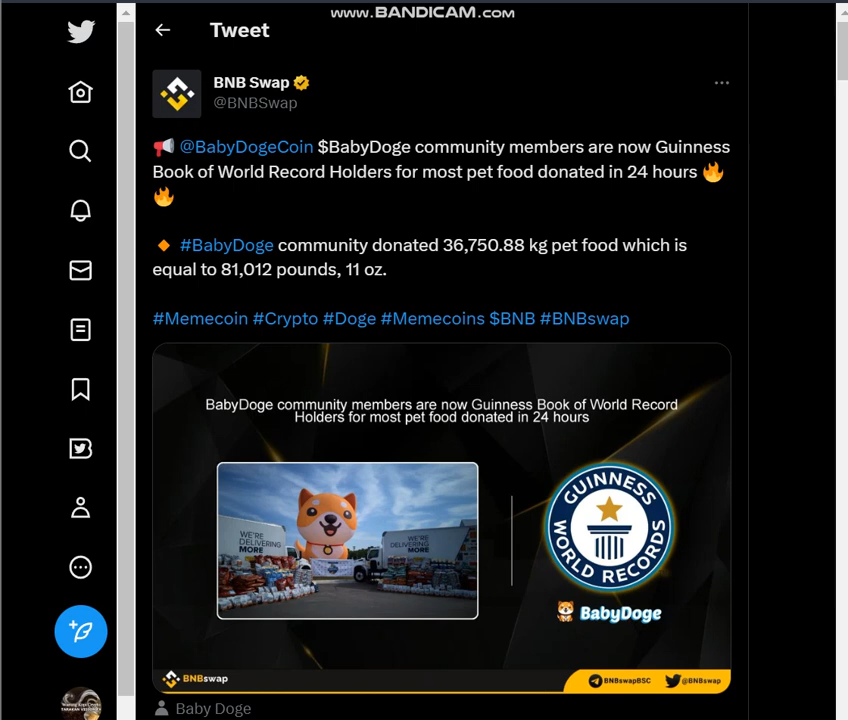 WWW.BANDICAM.COM
Tweet
BNB Swap
@BNBSwap
@BabyDogeCoin $BabyDoge community members are now Guinness
Book of World Record Holders for most pet food donated in 24 hours
#BabyDoge community donated 36,750.88 kg pet food which is
equal to 81,012 pounds, 11 oz.
#Memecoin #Crypto #Doge #Memecoins $BNB #BNBswap
BabyDoge community members are now Guinness Book of World Record
Holders for most pet food donated in 24 hours
WE'RE
DELIVERING
MORE
WE'RE
DELIVERING
MORE
GUINNESS
WORLD RECORDS
BabyDoge
BNBswap
BNBswapBSC
@BNBswap
Baby Doge